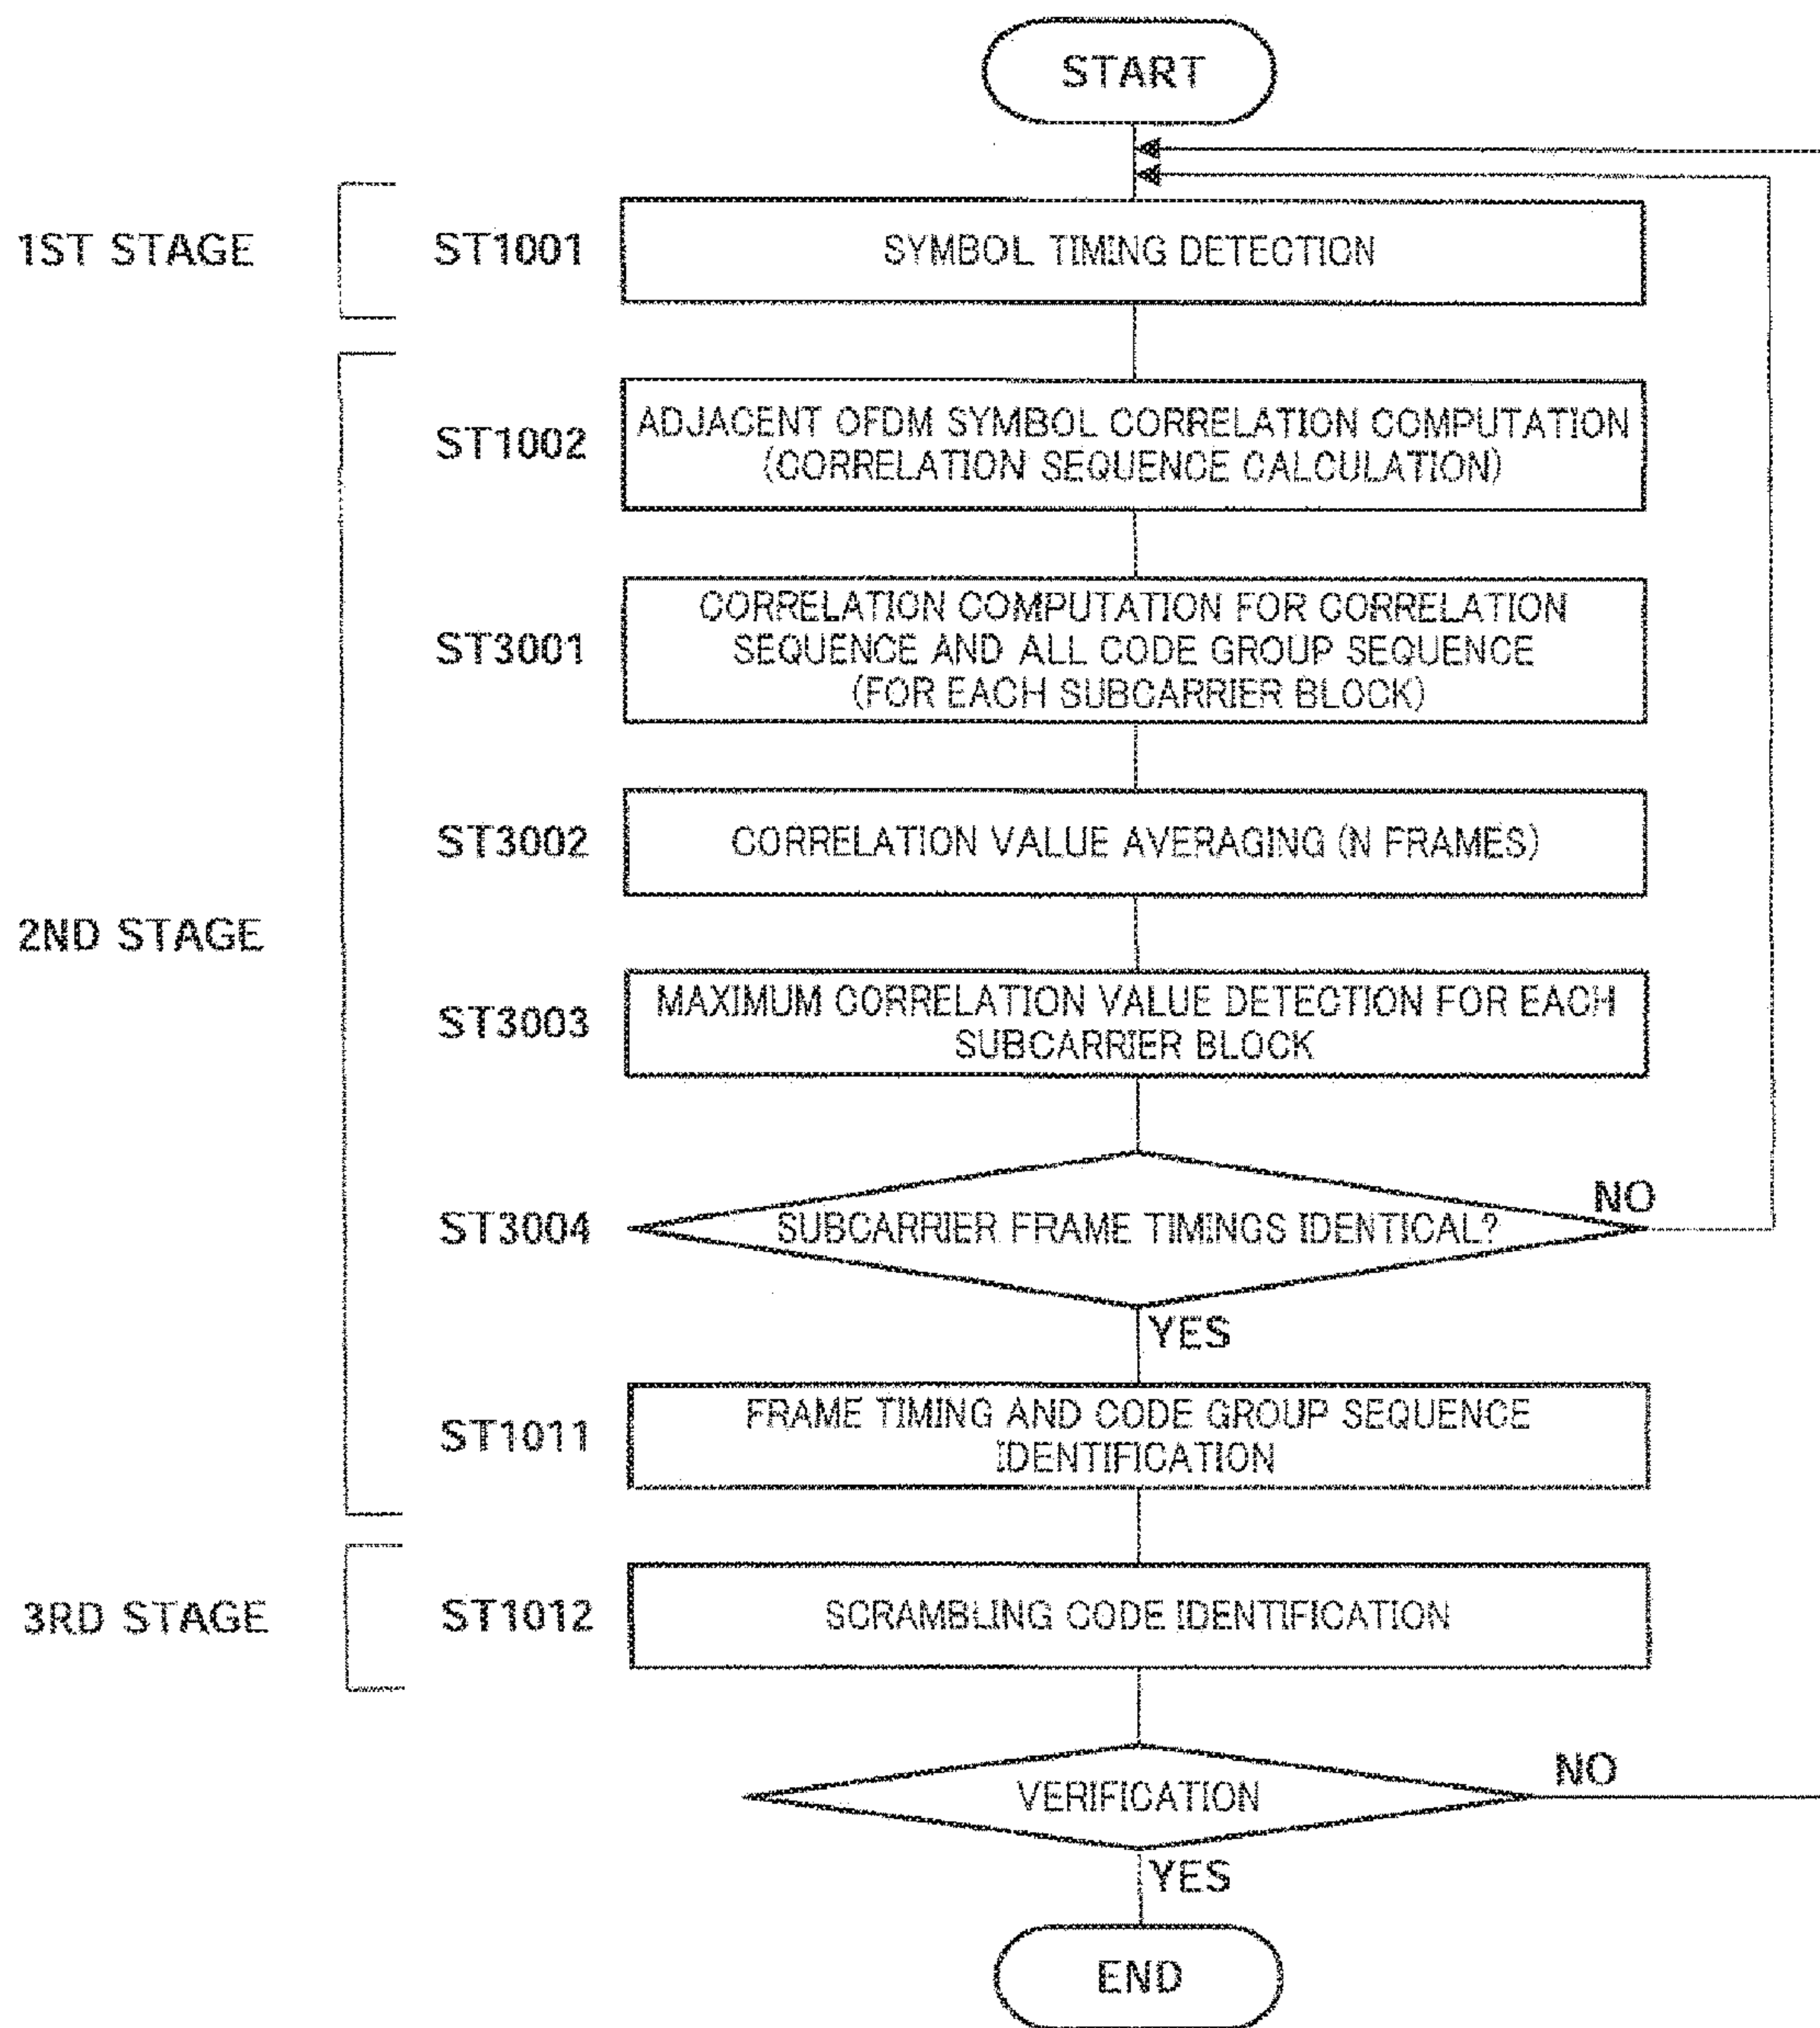 START
1ST STAGE
ST1001
SYMBOL TIMING DETECTION
ST1002
ADJACENT OFDM SYMBOL CORRELATION COMPUTATION
(CORRELATION SEQUENCE CALCULATION)
ST3001
CORRELATION COMPUTATION FOR CORRELATION
SEQUENCE AND ALL CODE GROUP SEQUENCE
(FOR EACH SUBCARRIER BLOCK)
ST3002
CORRELATION VALUE AVERAGING (N FRAMES)
2ND STAGE
ST3003
MAXIMUM CORRELATION VALUE DETECTION FOR EACH
SUBCARRIER BLOCK
ST3004
SUBCARRIER FRAME TIMINGS IDENTICAL?
NO
YES
ST1011
FRAME TIMING AND CODE GROUP SEQUENCE
IDENTIFICATION
3RD STAGE
ST1012
SCRAMBLING CODE IDENTIFICATION
VERIFICATION
NO
YES
END